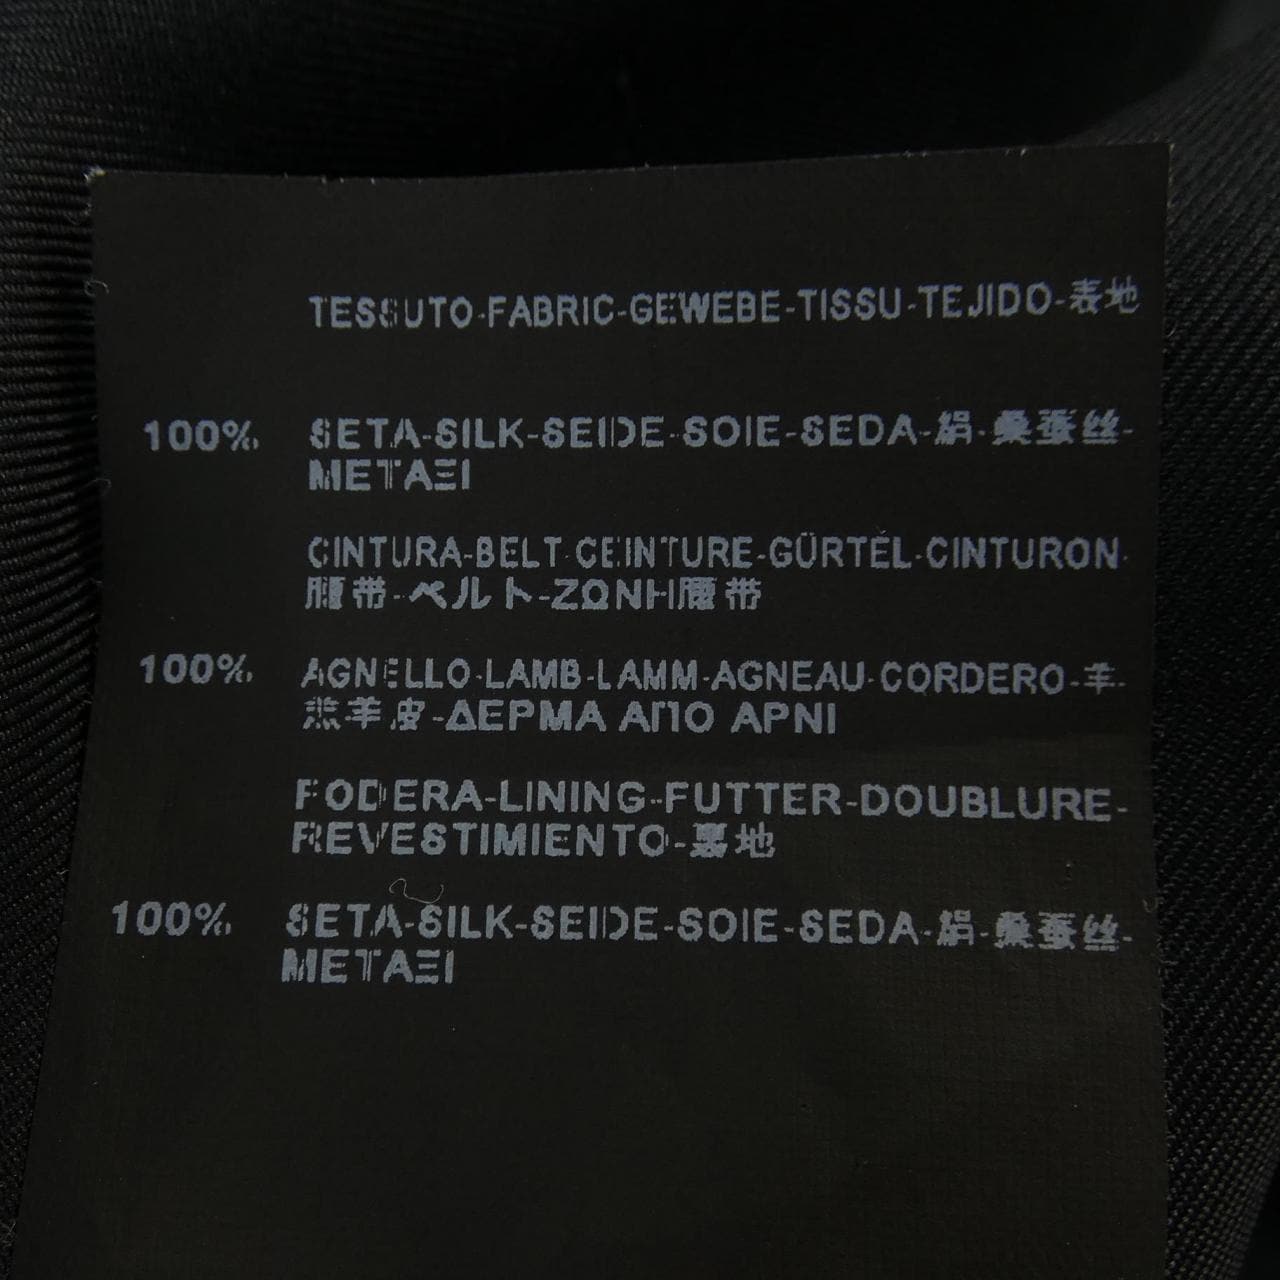 TESSUTO-FABRIC-GEWEBE-TISSU-TEJIDO-表地
100% SETA-SILK-SEIDE-SOIE-SEDA-絹-桑蚕丝-
ΜΕΤΑΞΙ
CINTURA-BELT-CEINTURE-GÜRTEL-CINTURON-
腰带-ベルト-ΖΩΝΗ腰帯
100% AGNELLO-LAMB-LAMM-AGNEAU-CORDERO-羊-
羔羊皮-ΔΕΡΜΑ ΑΠΟ ΑΡΝΙ
FODERA-LINING-FUTTER-DOUBLURE-
REVESTIMIENTO-裏地
100% SETA-SILK-SEIDE-SOIE-SEDA-絹-桑蚕丝-
ΜΕΤΑΞΙ